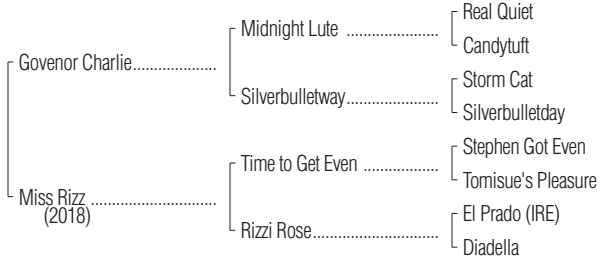 Real Quiet
Midnight Lute
Candytuft
Govenor Charlie
Storm Cat
Silverbulletway
Silverbulletday
Stephen Got Even
Time to Get Even
Tomisue's Pleasure
Miss Rizz
(2018)
El Prado (IRE)
Rizzi Rose
Diadella